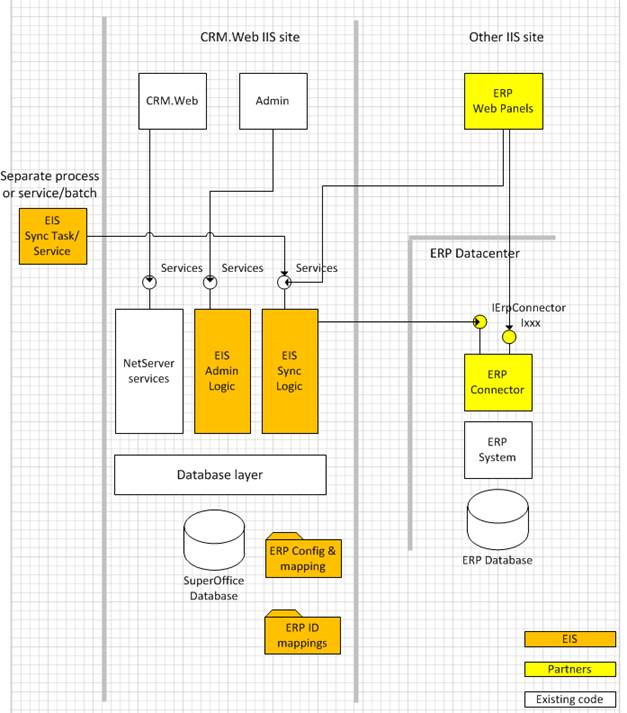 CRM.Web IIS site
Other IIS site
CRM.Web
Admin
ERP
Web Panels
Separate process
or service/batch
EIS
Sync Task/
Service
ERP Datacenter
Services
Services
Services
IErpConnector
Ixxx
NetServer
services
EIS
Admin
Logic
EIS
Sync
Logic
ERP
Connector
ERP
System
Database layer
ERP Config &
mapping
SuperOffice
Database
ERP Database
ERP ID
mappings
EIS
Partners
Existing code